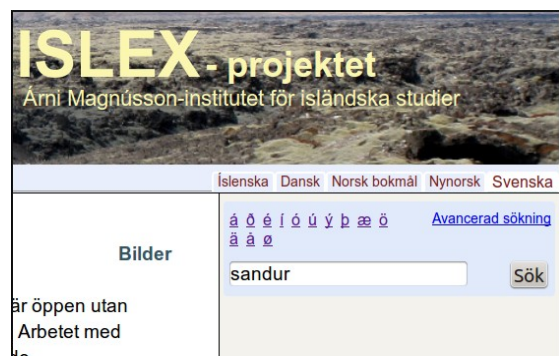 ISLEX - projektet
Árni Magnússon-institutet för isländska studier
Íslenska Dansk Norsk bokmål Nynorsk Svenska
á ð é í ó ú ý þ æ ö Avancerad sökning
ä å ø
Bilder
sandur Sök
är öppen utan
Arbetet med